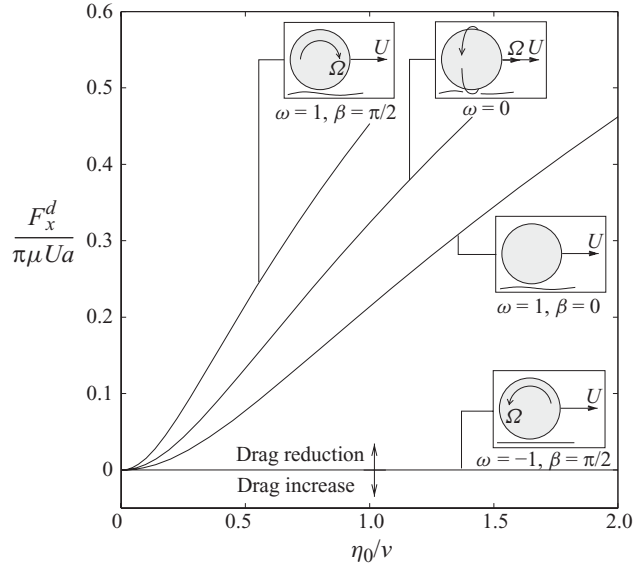 0.6
0.5
0.4
0.3
0.2
0.1
0
F_x^d
πμUa
Ω
U
ω = 1, β = π/2
Ω U
ω = 0
U
ω = 1, β = 0
Ω
U
ω = −1, β = π/2
Drag reduction
Drag increase
0
0.5
1.0
1.5
2.0
η₀/v